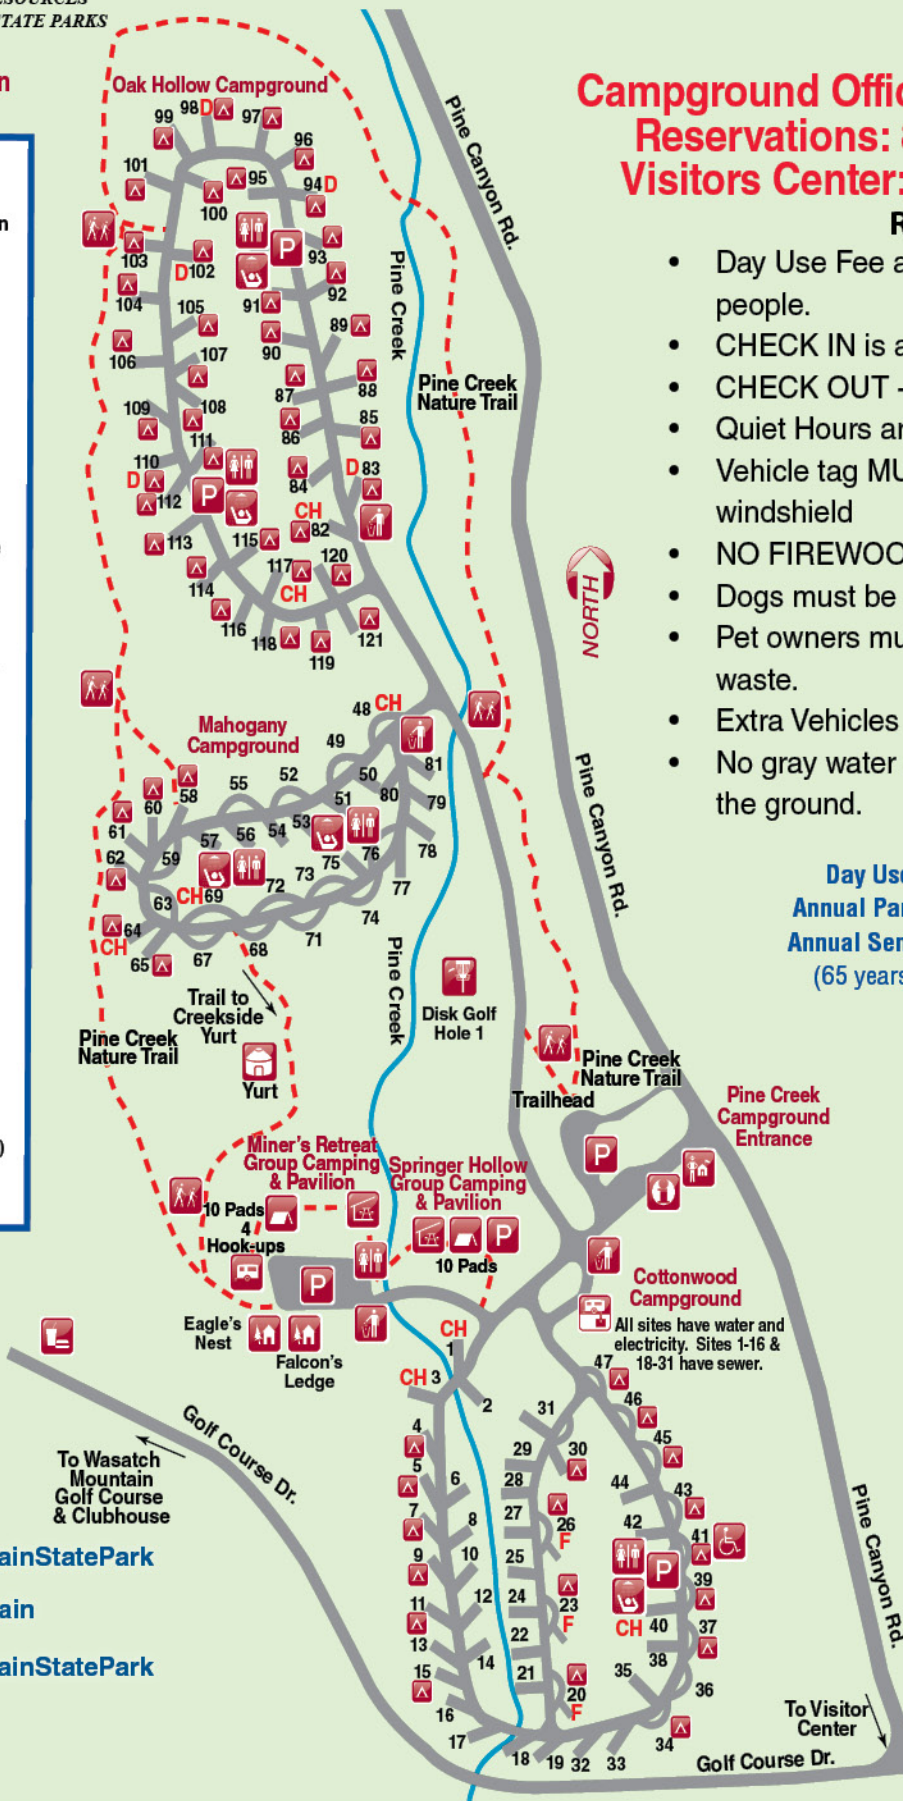 STATE PARKS
Oak Hollow Campground
98 D
97
99
96
101
95
94 D
100
103
D 102
P
93
104
92
105
91
89
106
107
90
88
87
109
108
85
111
86
110
D
D 83
84
112
P
CH
82
113
115
117
120
114
CH
116
118
119
121
Pine Canyon Rd.
Pine Creek
Pine Creek
Nature Trail
NORTH
Campground
Reservations:
Visitors Center:
R
• Day Use Fee a
people.
• CHECK IN is a
• CHECK OUT -
• Quiet Hours
• Vehicle tag
windshield
• NO
• Dogs must be
• Pet owners
waste.
• Extra Vehicles
• No gray water
the ground.
Day
Annual
Annual
(65 years
48 CH
Mahogany
Campground
49
81
52
50
55
58
60
51
80
79
61
53
54
56
57
62
59
75
76
78
73
72
CH 69
77
63
74
64
CH
71
68
67
65
Pine Canyon Rd.
Trail to
Creekside
Yurt
Yurt
Pine Creek
Nature Trail
Pine Creek
Disk Golf
Hole 1
Pine Creek
Nature Trail
Trailhead
Pine Creek
Campground
Entrance
P
Miner's Retreat
Group Camping
& Pavilion
Springer Hollow
Group Camping
& Pavilion
10 Pads
4
Hook-ups
P
10 Pads
P
Eagle's
Nest
Falcon's
Ledge
Cottonwood
Campground
All sites have water and
electricity. Sites 1-16 &
18-31 have sewer.
CH
1
CH 3
2
47
46
31
4
45
29
30
5
6
28
44
43
7
27
26
F
42
8
41
9
10
25
P
39
11
12
24
23
F
CH
40
37
13
22
38
14
15
21
35
20
F
36
16
17
34
18
19
32
33
Golf Course Dr.
To Wasatch
Mountain
Golf Course
& Clubhouse
ainStatePark
ain
ainStatePark
Pine Canyon Rd.
To Visitor
Center
Golf Course Dr.